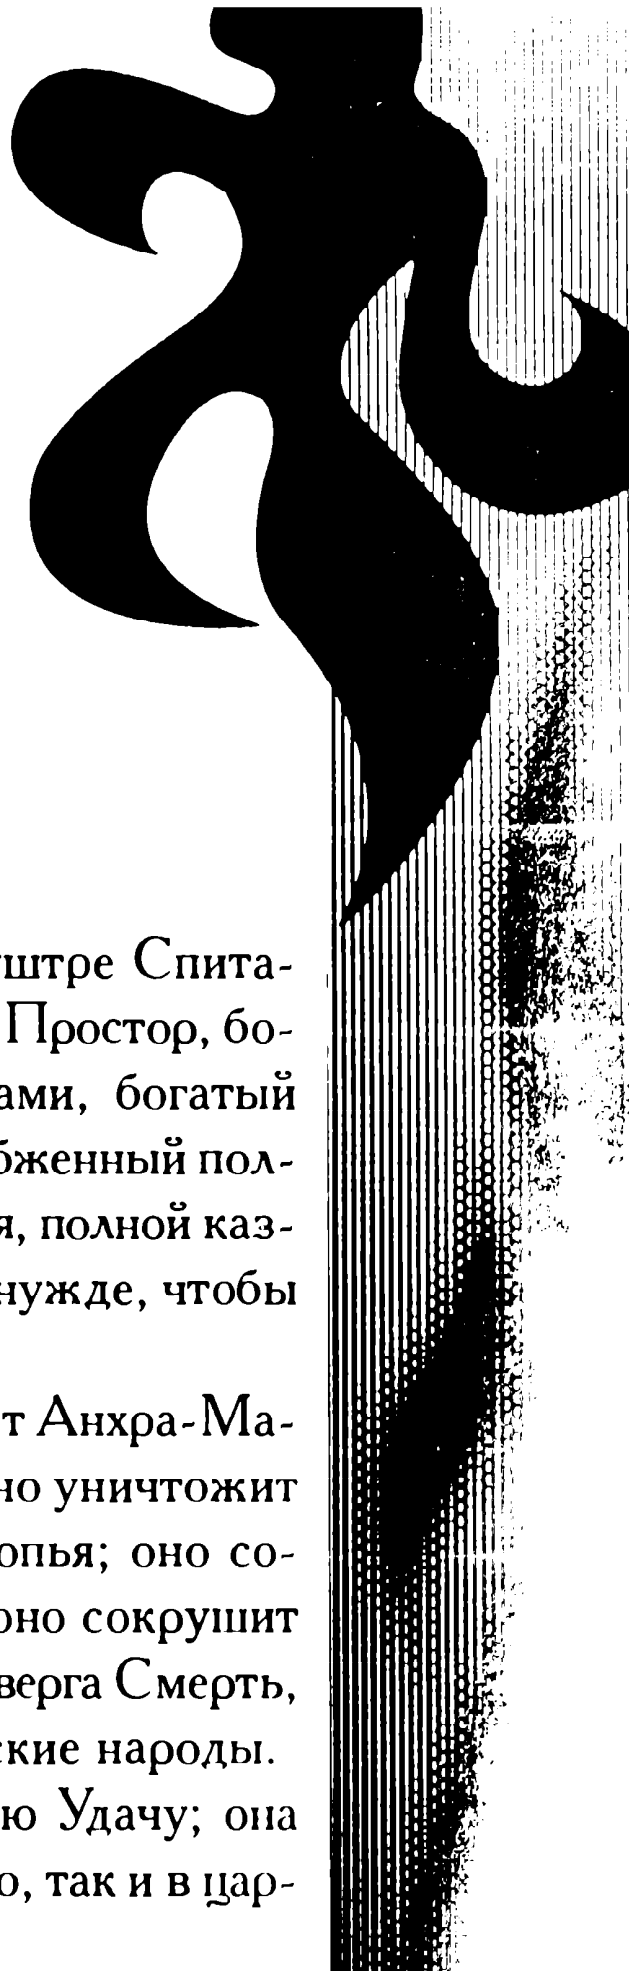 штре Спита-
Простор, бо-
ами, богатый
бженный пол-
я, полной каз-
нужде, чтобы
т Анхра-Ма-
но уничтожит
опья; оно со-
оно сокрушит
верга Смерть,
ские народы.
ю Удачу; она
о, так и в цар-